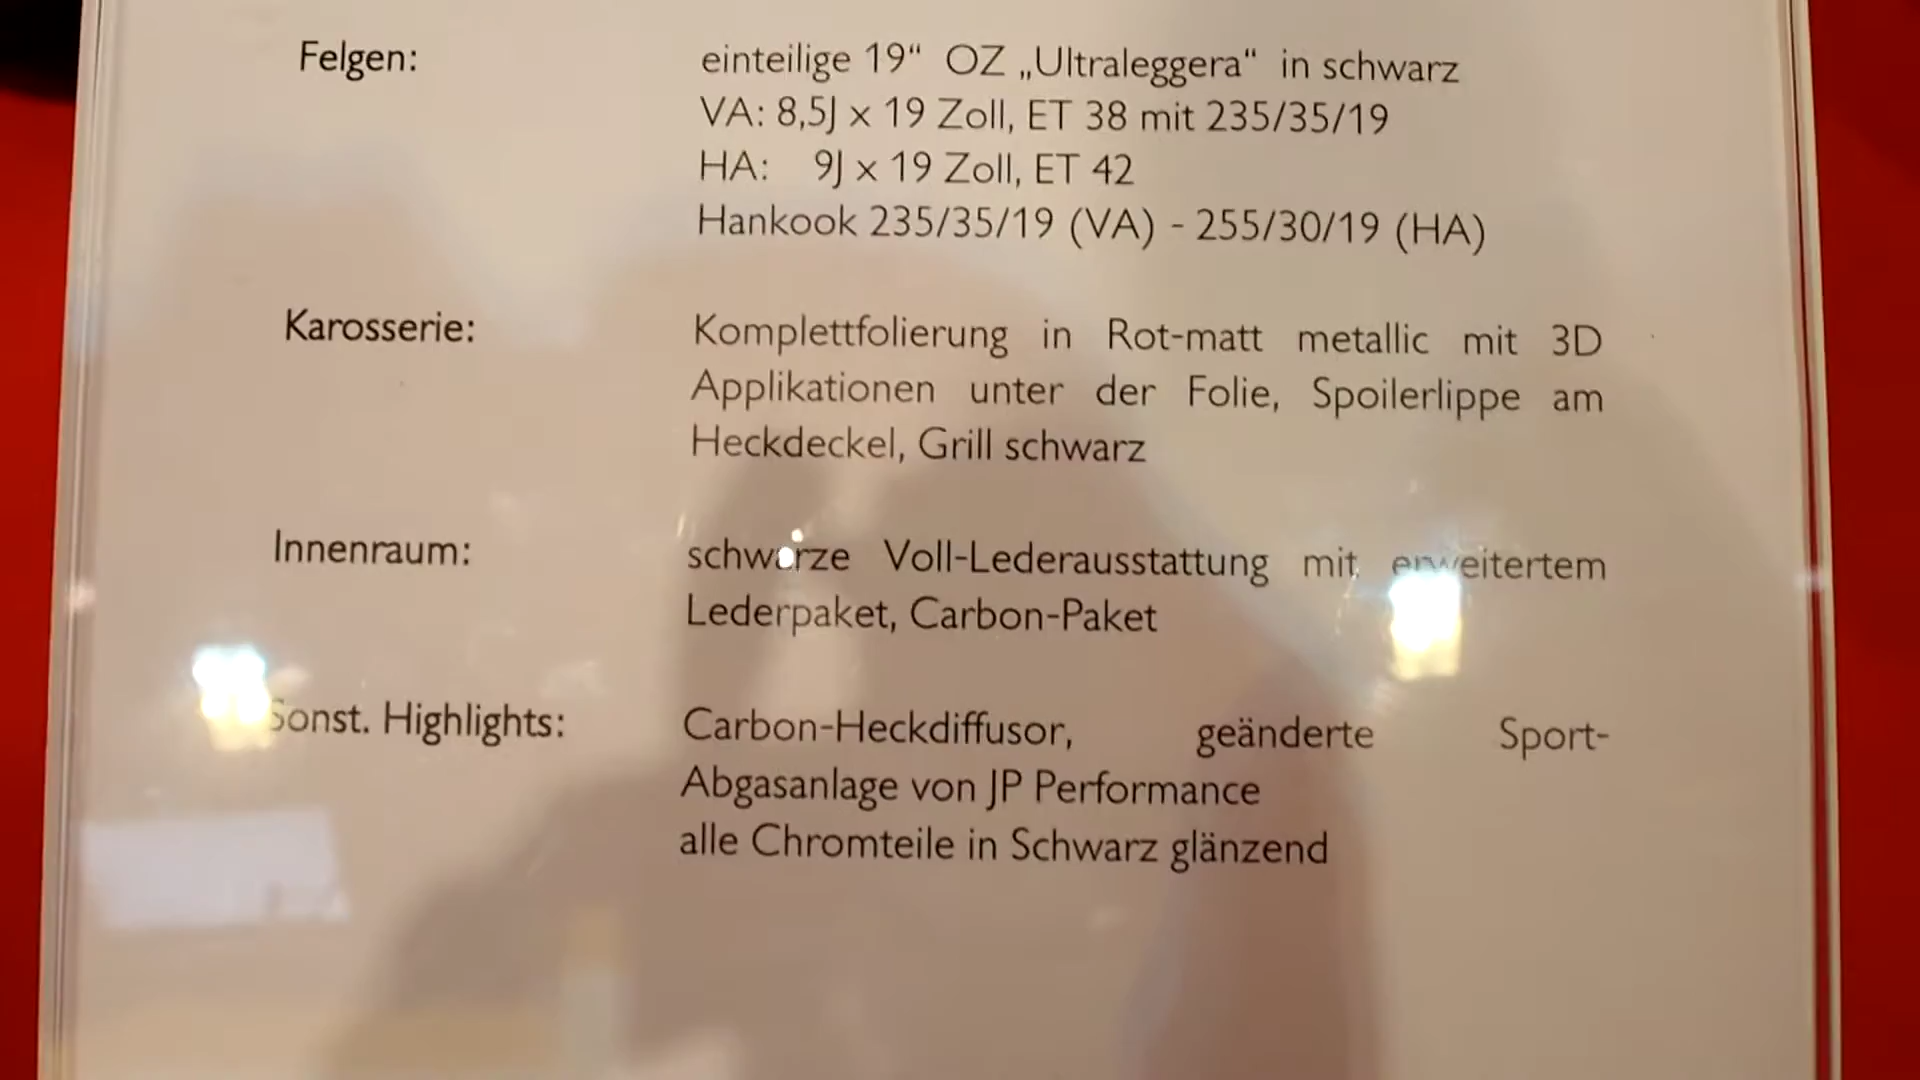 Felgen: einteilige 19“ OZ „Ultraleggera“ in schwarz
VA: 8,5J x 19 Zoll, ET 38 mit 235/35/19
HA: 9J x 19 Zoll, ET 42
Hankook 235/35/19 (VA) - 255/30/19 (HA)
Karosserie: Komplettfolierung in Rot-matt metallic mit 3D
Applikationen unter der Folie, Spoilerlippe am
Heckdeckel, Grill schwarz
Innenraum: schwarze Voll-Lederausstattung mit erweitertem
Lederpaket, Carbon-Paket
Sonst. Highlights: Carbon-Heckdiffusor, geänderte Sport-
Abgasanlage von JP Performance
alle Chromteile in Schwarz glänzend